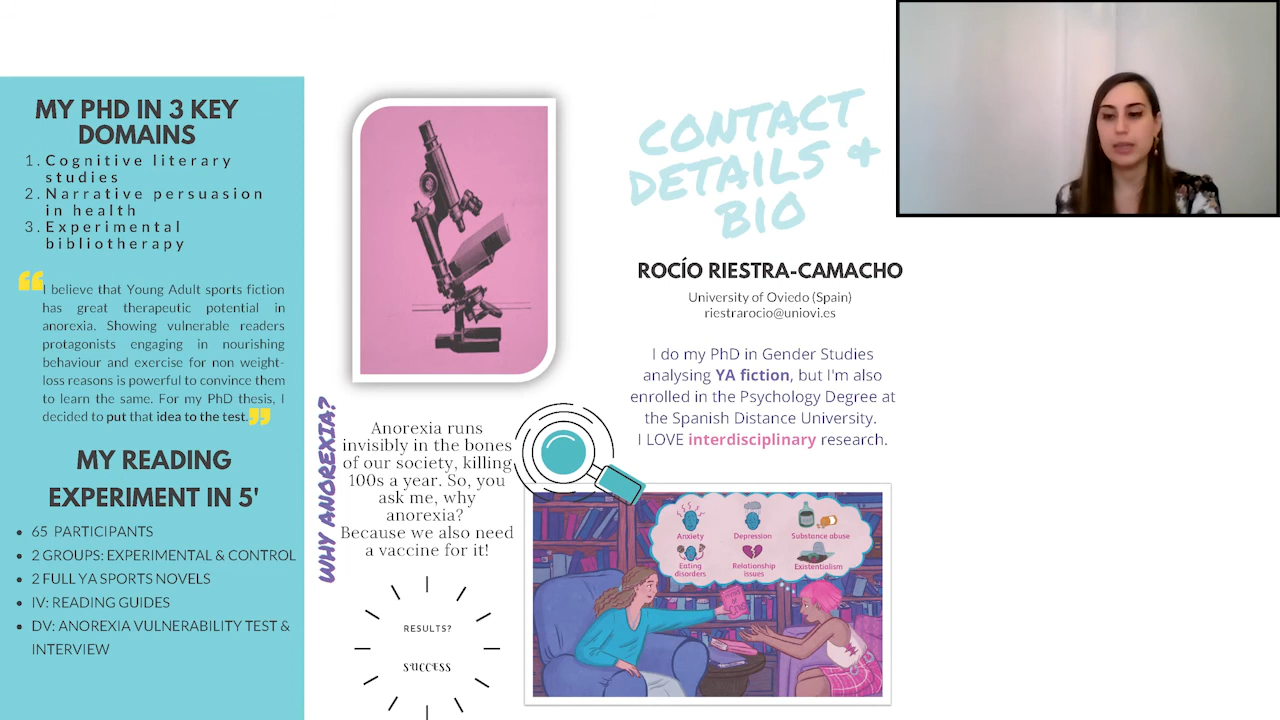 MY PHD IN 3 KEY
DOMAINS
1. Cognitive literary
studies
2. Narrative persuasion
in health
3. Experimental
bibliotherapy
“I believe that Young Adult sports fiction
has great therapeutic potential in
anorexia. Showing vulnerable readers
protagonists engaging in nourishing
behaviour and exercise for non weight-
loss reasons is powerful to convince them
to learn the same. For my PhD thesis, I
decided to put that idea to the test.”
MY READING
EXPERIMENT IN 5'
• 65 PARTICIPANTS
• 2 GROUPS: EXPERIMENTAL & CONTROL
• 2 FULL YA SPORTS NOVELS
• IV: READING GUIDES
• DV: ANOREXIA VULNERABILITY TEST &
INTERVIEW
WHY ANOREXIA?
Anorexia runs
invisibly in the bones
of our society, killing
100s a year. So, you
ask me, why
anorexia?
Because we also need
a vaccine for it!
RESULTS?
SUCCESS
CONTACT
DETAILS &
BIO
ROCÍO RIESTRA-CAMACHO
University of Oviedo (Spain)
riestrarocio@uniovi.es
I do my PhD in Gender Studies
analysing YA fiction, but I'm also
enrolled in the Psychology Degree at
the Spanish Distance University.
I LOVE interdisciplinary research.
Anxiety
Depression
Substance abuse
Eating
disorders
Relationship
issues
Existentialism